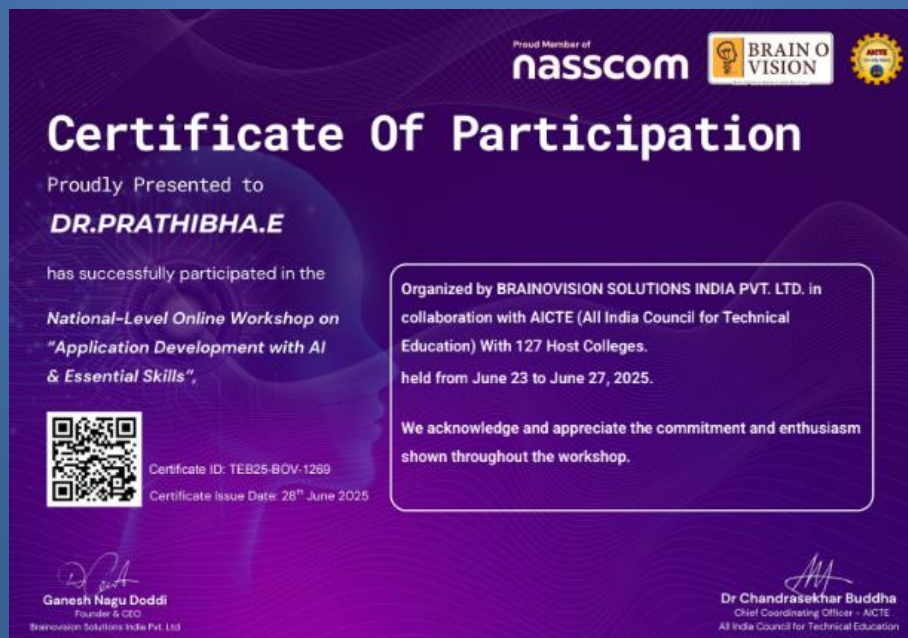 Proud Member of
nasscom
BRAIN O
VISION
AICTE
Certificate Of Participation
Proudly Presented to
DR.PRATHIBHA.E
has successfully participated in the
National-Level Online Workshop on
"Application Development with AI
& Essential Skills",
Certificate ID: TEB25-BOV-1269
Certificate Issue Date: 28th June 2025
Organized by BRAINOVISION SOLUTIONS INDIA PVT. LTD. in
collaboration with AICTE (All India Council for Technical
Education) With 127 Host Colleges.
held from June 23 to June 27, 2025.
We acknowledge and appreciate the commitment and enthusiasm
shown throughout the workshop.
Ganesh Nagu Doddi
Founder & CEO
Brainovision Solutions India Pvt. Ltd
Dr Chandrasekhar Buddha
Chief Coordinating Officer - AICTE
All India Council for Technical Education